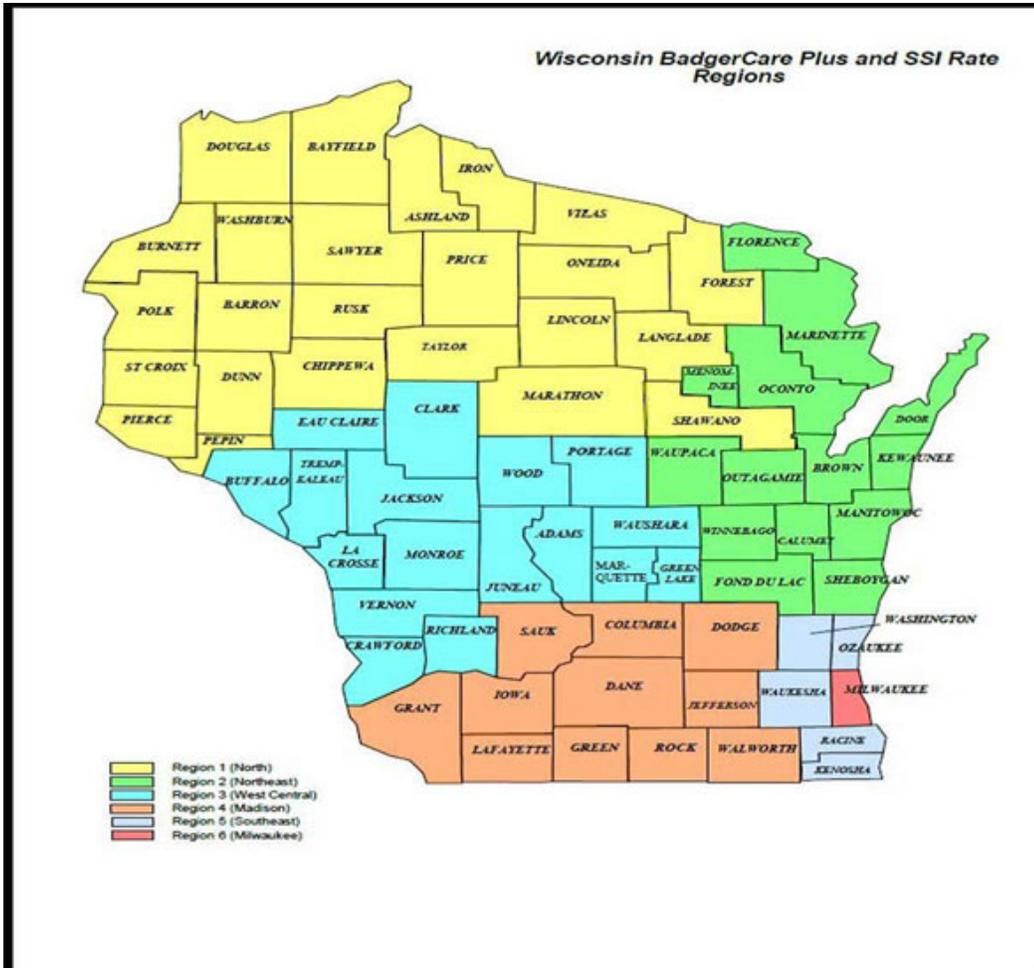 Wisconsin BadgerCare Plus and SSI Rate
Regions
DOUGLAS
BAYFIELD
IRON
ASHLAND
VILAS
WASHBURN
BURNETT
SAWYER
PRICE
ONEIDA
FLORENCE
FOREST
POLK
BARRON
RUSK
LINCOLN
LANGLADE
MARINETTE
TAYLOR
ST CROIX
DUNN
CHIPPEWA
MENOM-
INEE
OCONTO
MARATHON
CLARK
PIERCE
EAU CLAIRE
SHAWANO
DOOR
PEPIN
PORTAGE
WAUPACA
BROWN
KEWAUNEE
WOOD
OUTAGAMIE
BUFFALO
TREMP-
EALEAU
JACKSON
MANITOWOC
ADAMS
WAUSHARA
WINNEBAGO
CALUMET
LA
CROSSE
MONROE
JUNEAU
MAR-
QUETTE
GREEN
LAKE
FOND DU LAC
SHEBOYGAN
VERNON
WASHINGTON
RICHLAND
SAUK
COLUMBIA
DODGE
CRAWFORD
OZAUKEE
GRANT
IOWA
DANE
JEFFERSON
WAUKESHA
MILWAUKEE
LAFAYETTE
GREEN
ROCK
WALWORTH
RACINE
KENOSHA
Region 1 (North)
Region 2 (Northeast)
Region 3 (West Central)
Region 4 (Madison)
Region 5 (Southeast)
Region 6 (Milwaukee)